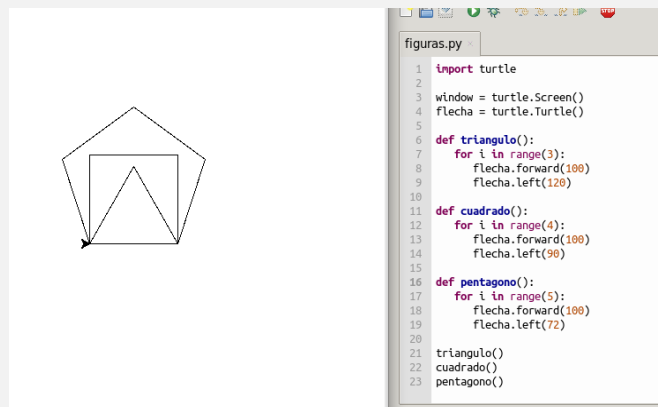 STOP
figuras.py ×
1 import turtle
2
3 window = turtle.Screen()
4 flecha = turtle.Turtle()
5
6 def triangulo():
7 for i in range(3):
8 flecha.forward(100)
9 flecha.left(120)
10
11 def cuadrado():
12 for i in range(4):
13 flecha.forward(100)
14 flecha.left(90)
15
16 def pentagono():
17 for i in range(5):
18 flecha.forward(100)
19 flecha.left(72)
20
21 triangulo()
22 cuadrado()
23 pentagono()